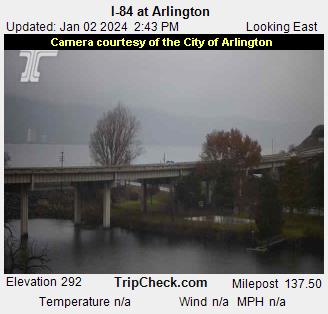 I-84 at Arlington
Updated: Jan 02 2024 2:43 PM Looking East
Camera courtesy of the City of Arlington
Elevation 292 TripCheck.com Milepost 137.50
Temperature n/a Wind n/a MPH n/a